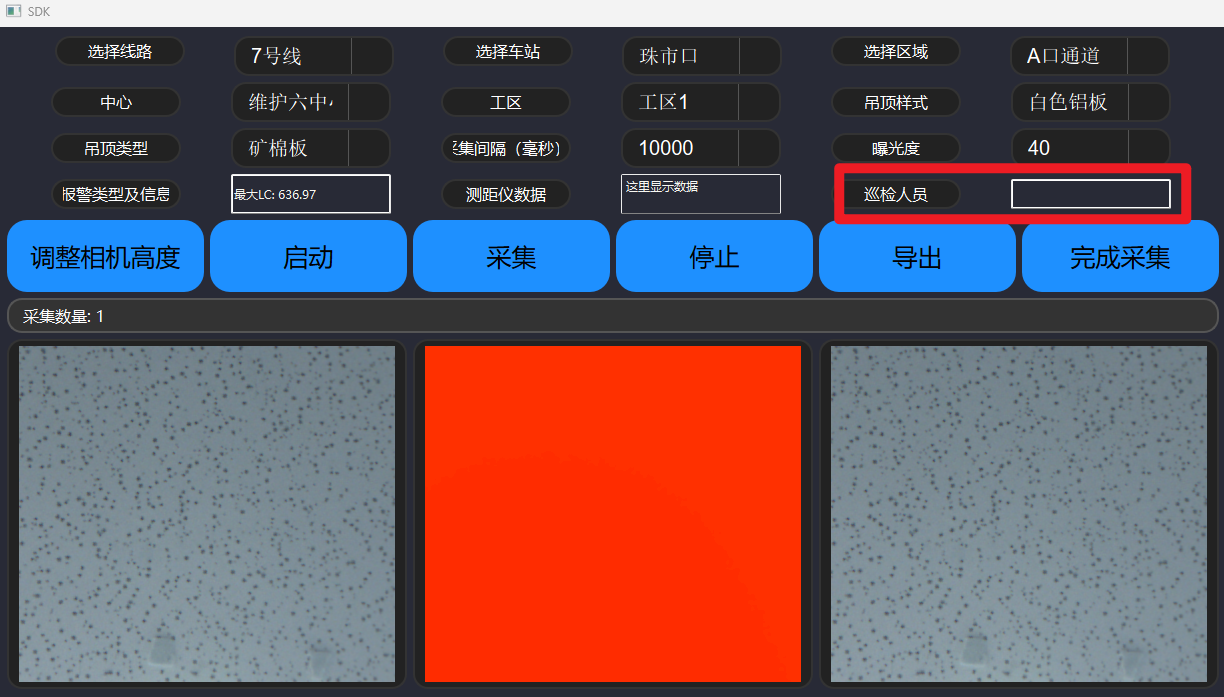 SDK
选择线路 7号线 选择车站 珠市口 选择区域 A口通道
中心 维护六中 工区 工区1 吊顶样式 白色铝板
吊顶类型 矿棉板 采集间隔（毫秒） 10000 曝光度 40
报警类型及信息 最大LC: 636.97 测距仪数据 这里显示数据 巡检人员
调整相机高度 启动 采集 停止 导出 完成采集
采集数量: 1